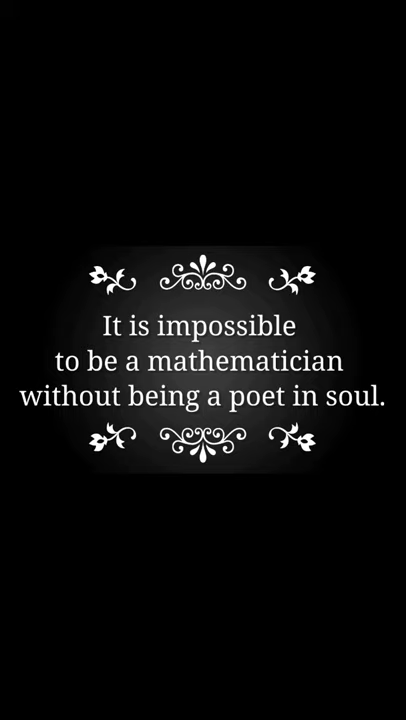 It is impossible
to be a mathematician
without being a poet in soul.